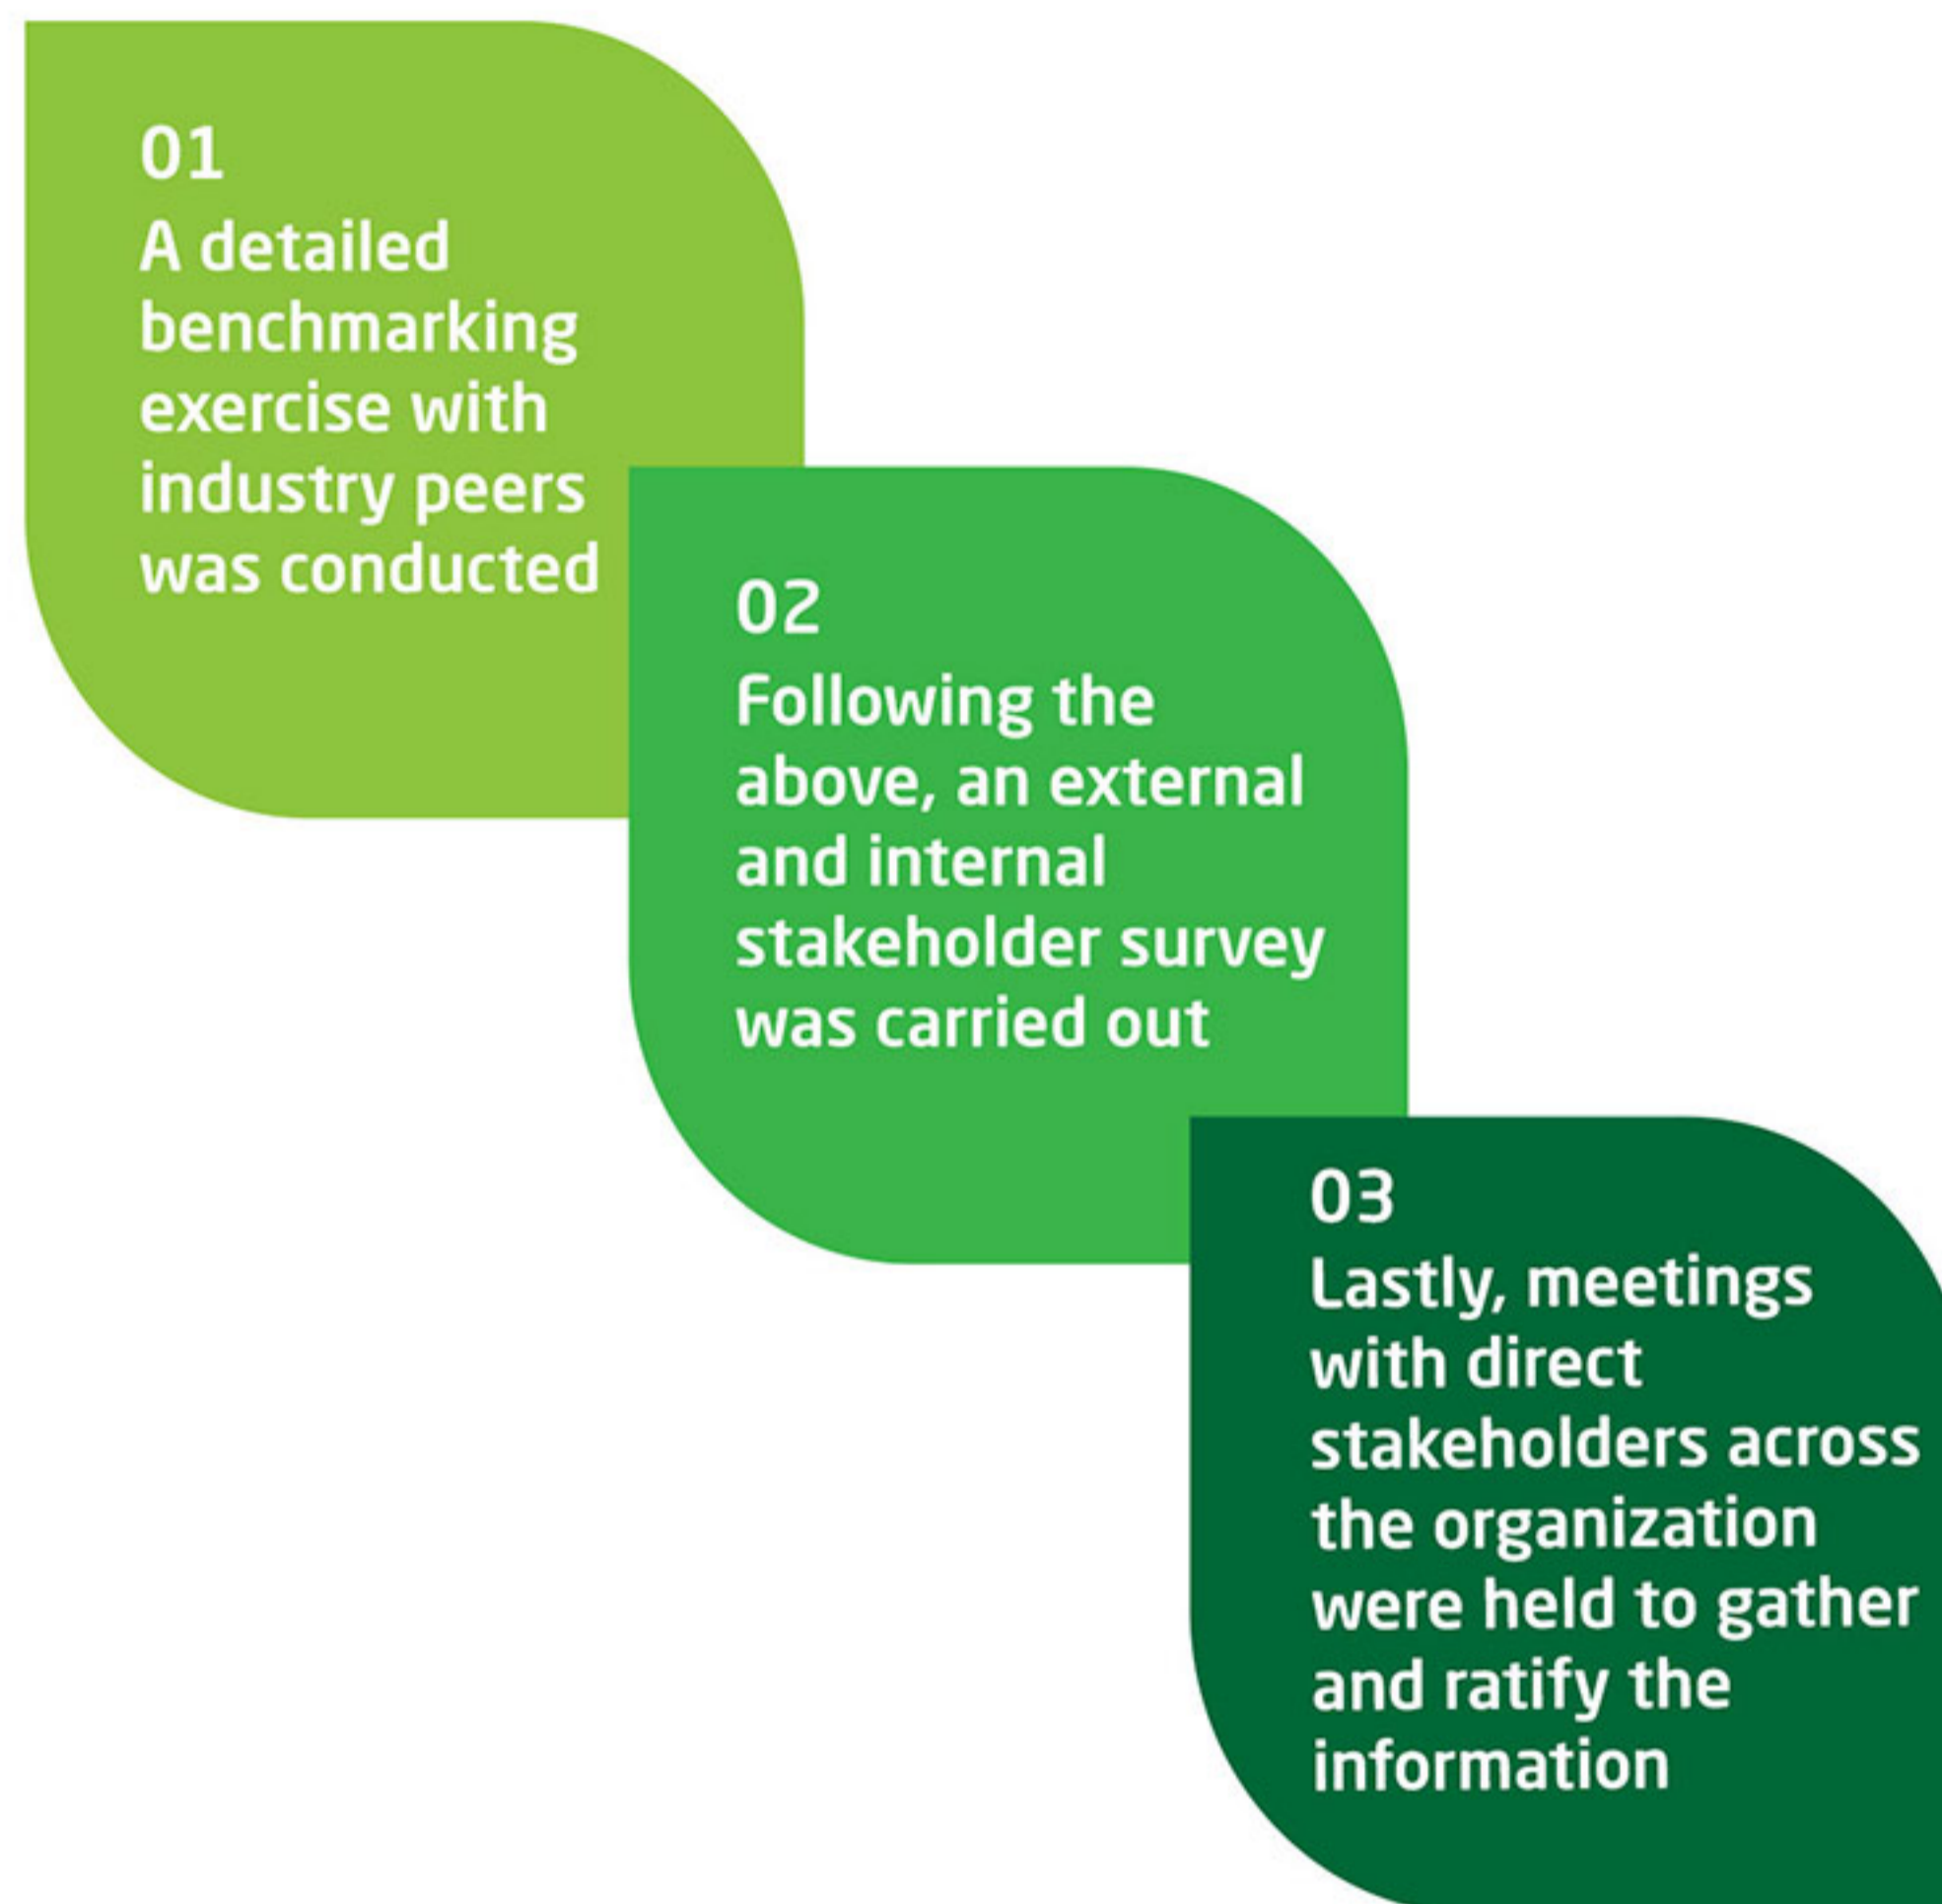 01
A detailed
benchmarking
exercise with
industry peers
was conducted
02
Following the
above, an external
and internal
stakeholder survey
was carried out
03
Lastly, meetings
with direct
stakeholders across
the organization
were held to gather
and ratify the
information